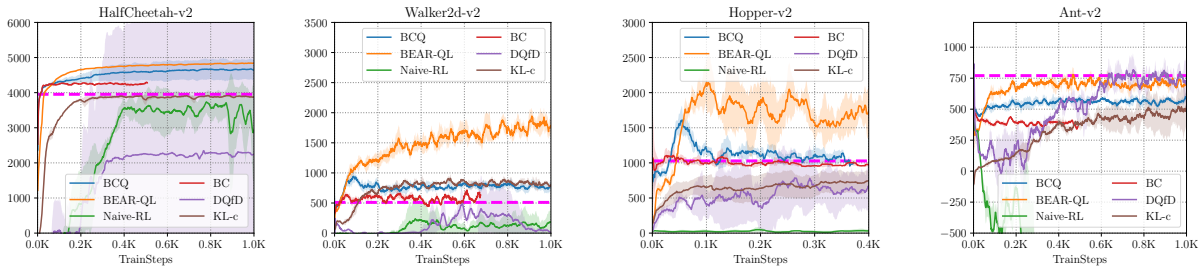 HalfCheetah-v2
6000
5000
4000
3000
2000
1000
0
BCQ BC
BEAR-QL DQfD
Naive-RL KL-c
0.0K 0.2K 0.4K 0.6K 0.8K 1.0K
TrainSteps
Walker2d-v2
3500
3000
2500
2000
1500
1000
500
0
BCQ BC
BEAR-QL DQfD
Naive-RL KL-c
0.0K 0.2K 0.4K 0.6K 0.8K 1.0K
TrainSteps
Hopper-v2
3000
2500
2000
1500
1000
500
0
BCQ BC
BEAR-QL DQfD
Naive-RL KL-c
0.0K 0.1K 0.2K 0.3K 0.4K
TrainSteps
Ant-v2
1000
750
500
250
0
−250
−500
BCQ BC
BEAR-QL DQfD
Naive-RL KL-c
0.0K 0.2K 0.4K 0.6K 0.8K 1.0K
TrainSteps